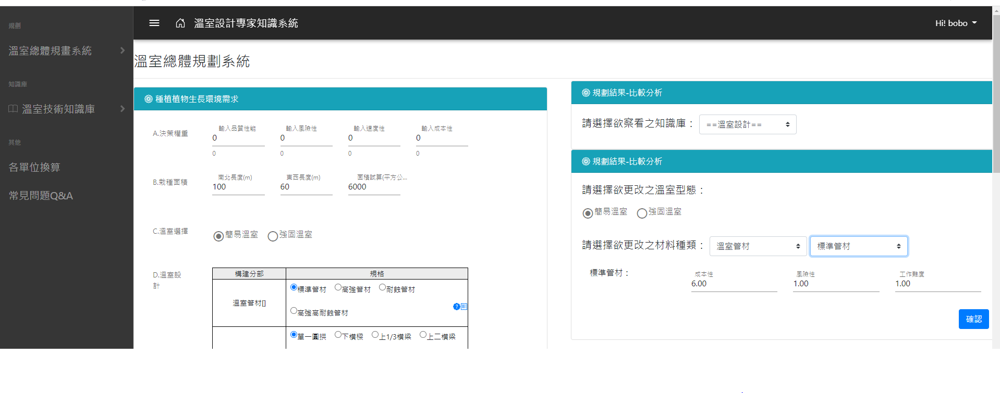 規劃
溫室總體規畫系統
知識庫
溫室技術知識庫
其他
各單位換算
常見問題Q&A
溫室設計專家知識系統
Hi! bobo
溫室總體規劃系統
種植植物生長環境需求
A.決策權重
輸入品質性能 輸入風險性 輸入速度性 輸入成本性
0 0 0 0
0 0 0 0
B.栽種面積
南北長度(m) 東西長度(m) 面積試算(平方公...
100 60 6000
C.溫室選擇
簡易溫室 強固溫室
D.溫室設
計
構建分部 規格
溫室管材[]
標準管材 高強管材 耐蝕管材
高強高耐蝕管材
單一圓拱 下橫樑 上1/3橫梁 上二橫梁
規劃結果-比較分析
請選擇欲察看之知識庫：
==溫室設計==
規劃結果-比較分析
請選擇欲更改之溫室型態：
簡易溫室 強固溫室
請選擇欲更改之材料種類： 溫室管材 標準管材
標準管材：
成本性 風險性 工作難度
6.00 1.00 1.00
確認